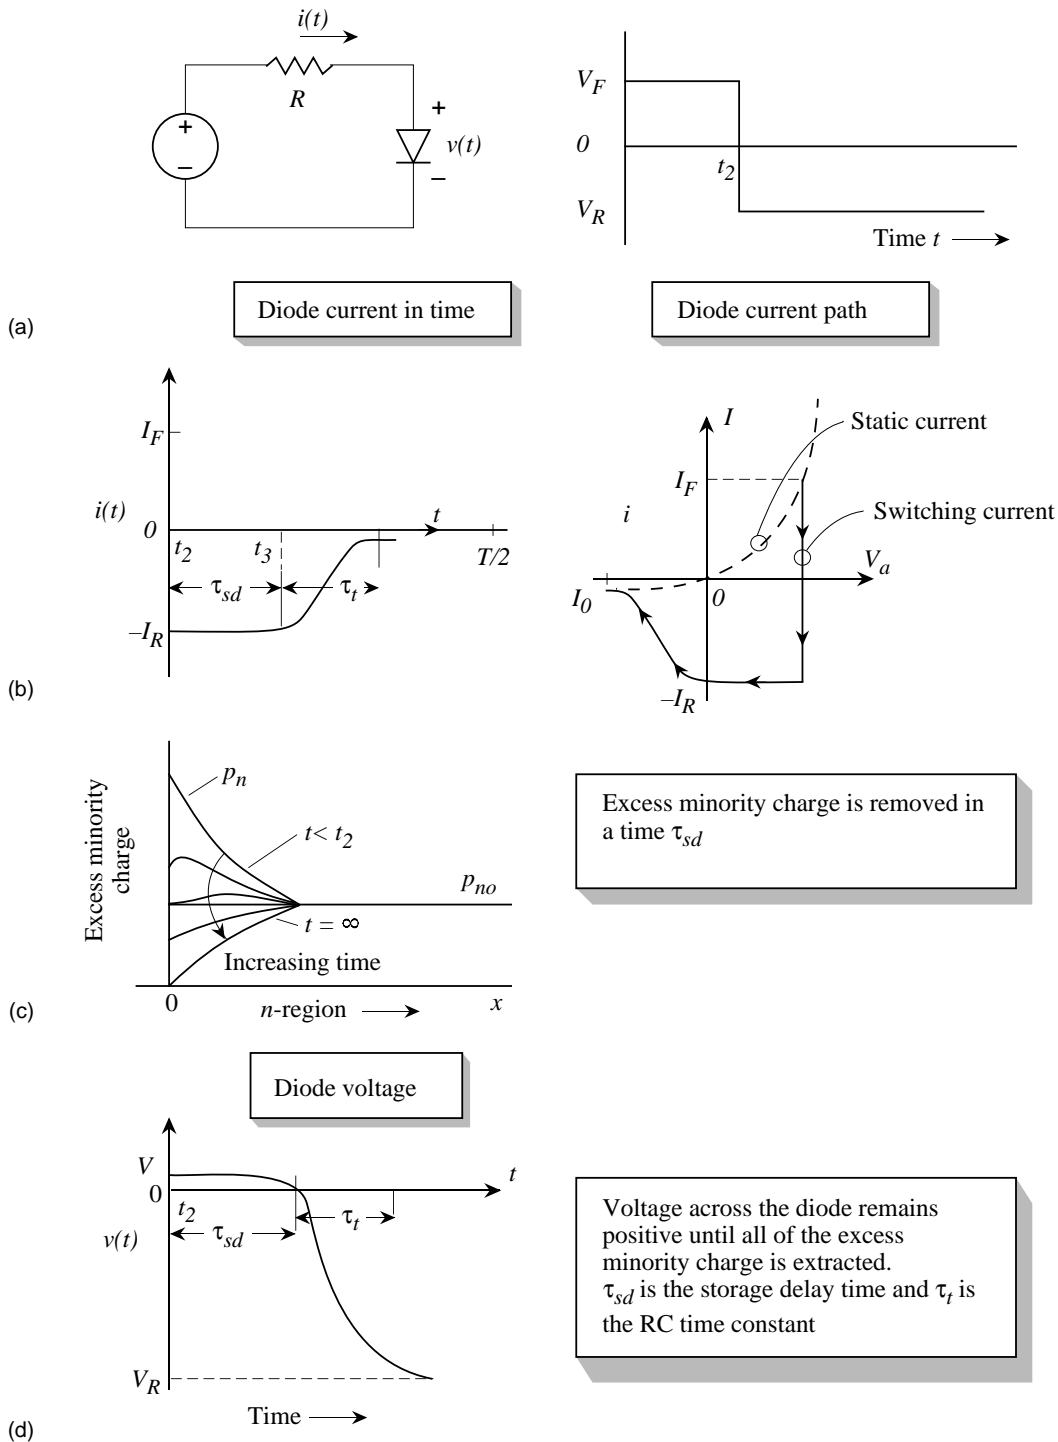 i(t)
R
+
−
+
v(t)
−
V_F
0
t_2
V_R
Time t
Diode current in time
Diode current path
(a)
I_F
i(t)
0
t
t_2
t_3
T/2
τ_sd
τ_t
–I_R
I
Static current
I_F
i
Switching current
V_a
I_0
0
–I_R
(b)
Excess minority
charge
p_n
t < t_2
p_no
t = ∞
Increasing time
0
n-region
x
(c)
Excess minority charge is removed in
a time τ_sd
Diode voltage
V
0
t
t_2
τ_sd
τ_t
v(t)
V_R
Time
(d)
Voltage across the diode remains
positive until all of the excess
minority charge is extracted.
τ_sd is the storage delay time and τ_t is
the RC time constant